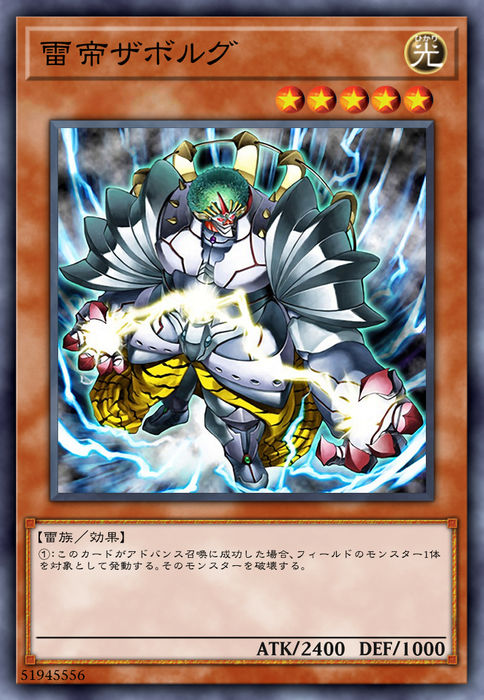 雷帝ザボルグ
ひかり
光
【雷族／効果】
①:このカードがアドバンス召喚に成功した場合、フィールドのモンスター1体
を対象として発動する。そのモンスターを破壊する。
ATK/2400 DEF/1000
51945556